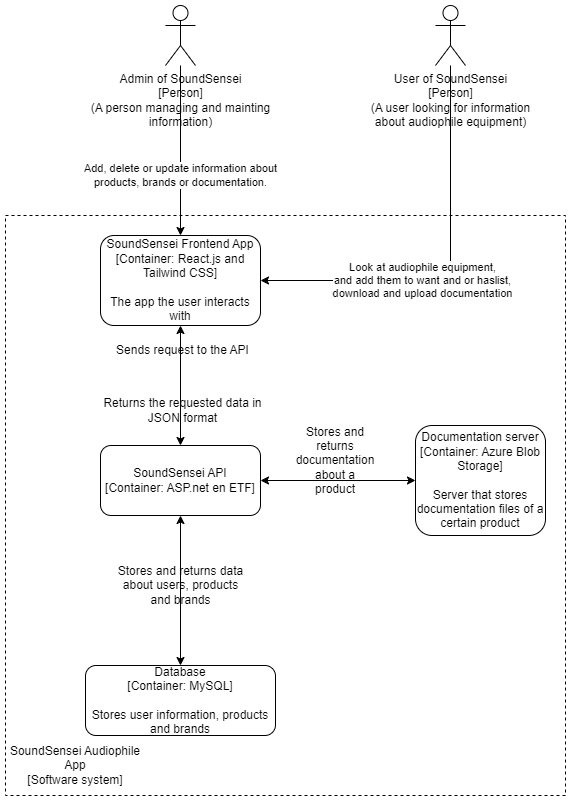 Admin of SoundSensei
[Person]
(A person managing and mainting
information)
User of SoundSensei
[Person]
(A user looking for information
about audiophile equipment)
Add, delete or update information about
products, brands or documentation.
SoundSensei Frontend App
[Container: React.js and
Tailwind CSS]
The app the user interacts
with
Look at audiophile equipment,
and add them to want and or haslist,
download and upload documentation
Sends request to the API
Returns the requested data in
JSON format
SoundSensei API
[Container: ASP.net en ETF]
Stores and
returns
documentation
about a
product
Documentation server
[Container: Azure Blob
Storage]
Server that stores
documentation files of a
certain product
Stores and returns data
about users, products
and brands
Database
[Container: MySQL]
Stores user information, products
and brands
SoundSensei Audiophile
App
[Software system]